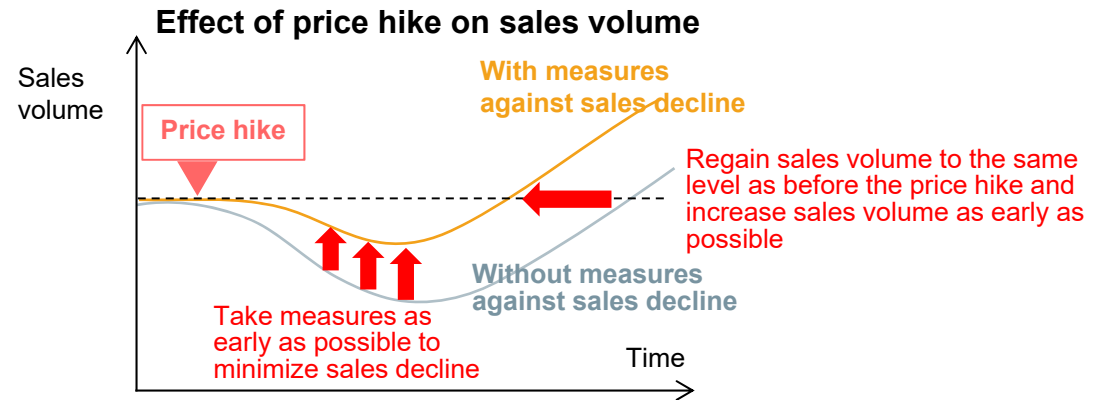 Effect of price hike on sales volume
Sales
volume
With measures
against sales decline
Price hike
Regain sales volume to the same
level as before the price hike and
increase sales volume as early as
possible
Without measures
against sales decline
Take measures as
early as possible to
minimize sales decline
Time